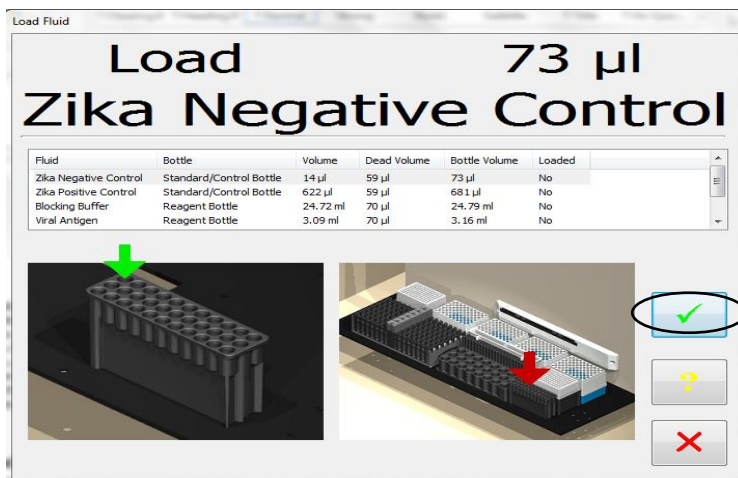 Load Fluid
Load 73 µl
Zika Negative Control
Fluid Bottle Volume Dead Volume Bottle Volume Loaded
Zika Negative Control Standard/Control Bottle 14 µl 59 µl 73 µl No
Zika Positive Control Standard/Control Bottle 622 µl 59 µl 681 µl No
Blocking Buffer Reagent Bottle 24.72 ml 70 µl 24.79 ml No
Viral Antigen Reagent Bottle 3.09 ml 70 µl 3.16 ml No
?